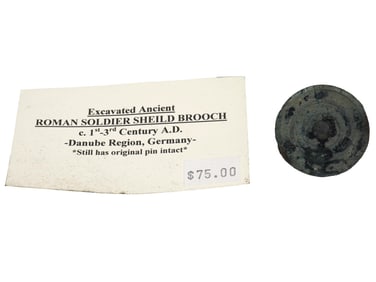 Excavated Ancient
ROMAN SOLDIER SHEILD BROOCH
c. 1st-3rd Century A.D.
-Danube Region, Germany-
*Still has original pin intact*
$75.00